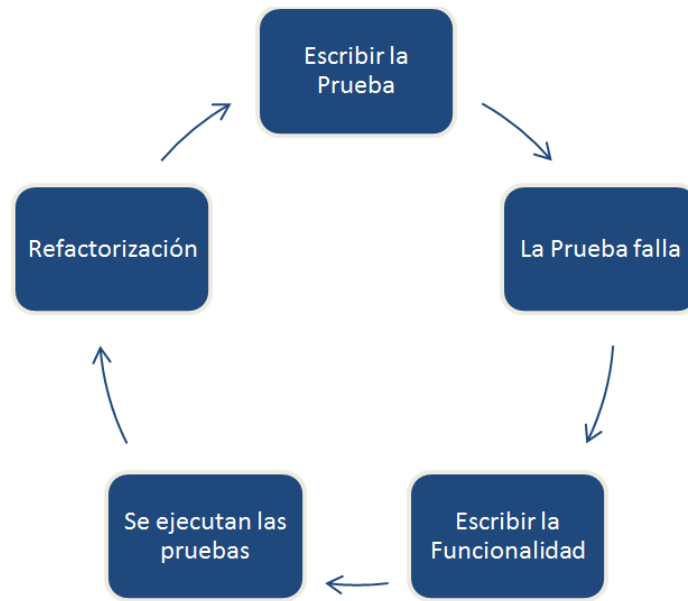 Escribir la
Prueba
La Prueba falla
Escribir la
Funcionalidad
Se ejecutan las
pruebas
Refactorización